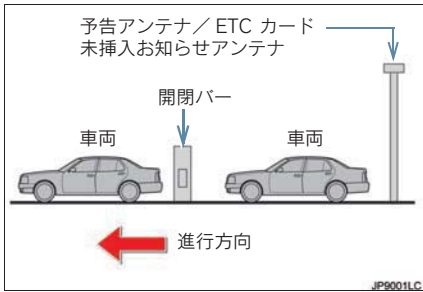 予告アンテナ／ETC カード
未挿入お知らせアンテナ
開閉バー
車両
車両
進行方向
JP9001LC